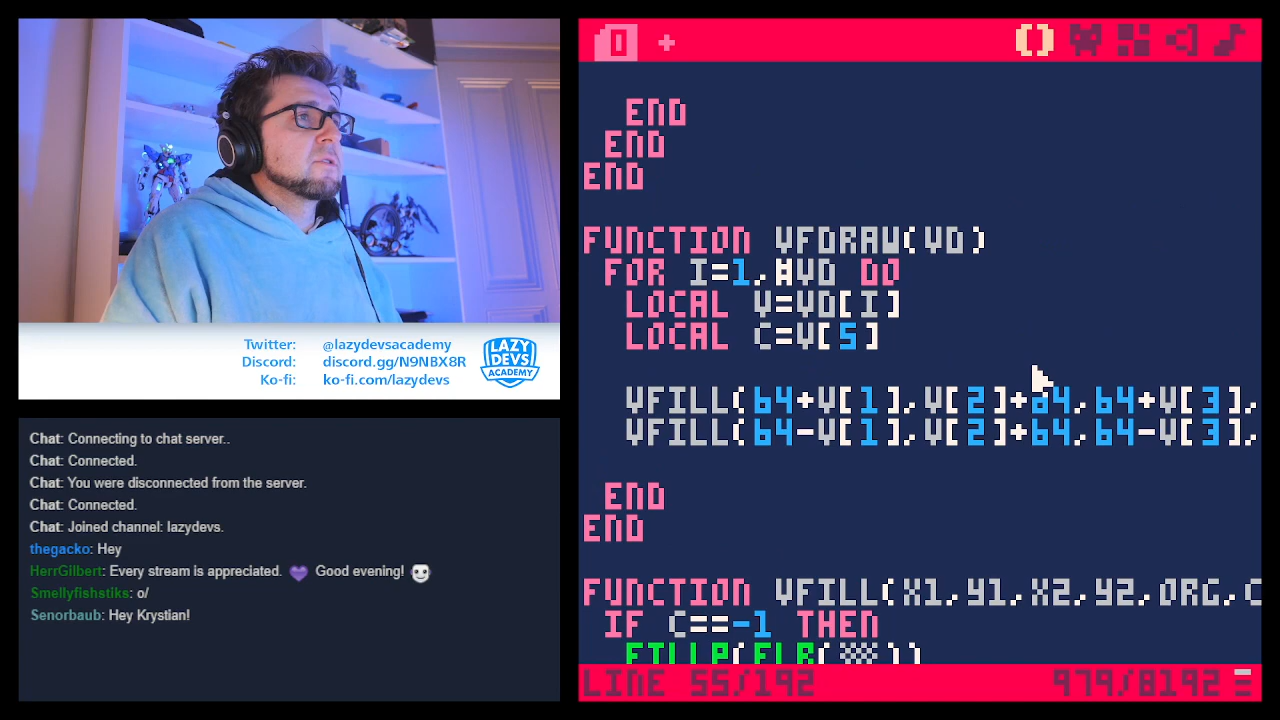 Twitter: @lazydevsacademy
Discord: discord.gg/N9NBX8R
Ko-fi: ko-fi.com/lazydevs
LAZY
DEVS
ACADEMY
Chat: Connecting to chat server..
Chat: Connected.
Chat: You were disconnected from the server.
Chat: Connected.
Chat: Joined channel: lazydevs.
thegacko: Hey
HerrGilbert: Every stream is appreciated. 💜 Good evening!
Smellyfishstiks: o/
Senorbaub: Hey Krystian!
0 +
END
END
END
FUNCTION VFDRAW(VD)
FOR I=1,#VD DO
LOCAL V=VD[I]
LOCAL C=V[5]
VFILL(64+V[1],V[2]+64,64+V[3],
VFILL(64-V[1],V[2]+64,64-V[3],
END
END
FUNCTION VFILL(X1,Y1,X2,Y2,ORG,C
IF C==-1 THEN
FILLP(FLR(▒))
LINE 55/192
979/8192